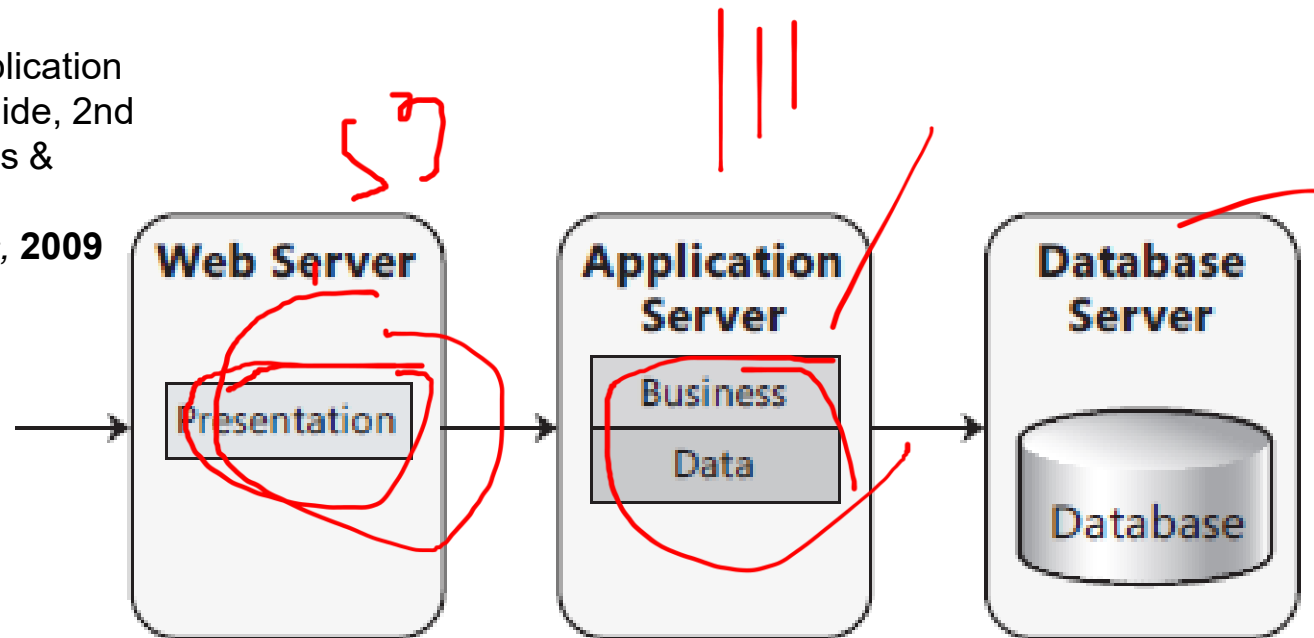 plication
ide, 2nd
s &
, 2009
Web Server
Presentation
Application
Server
Business
Data
Database
Server
Database